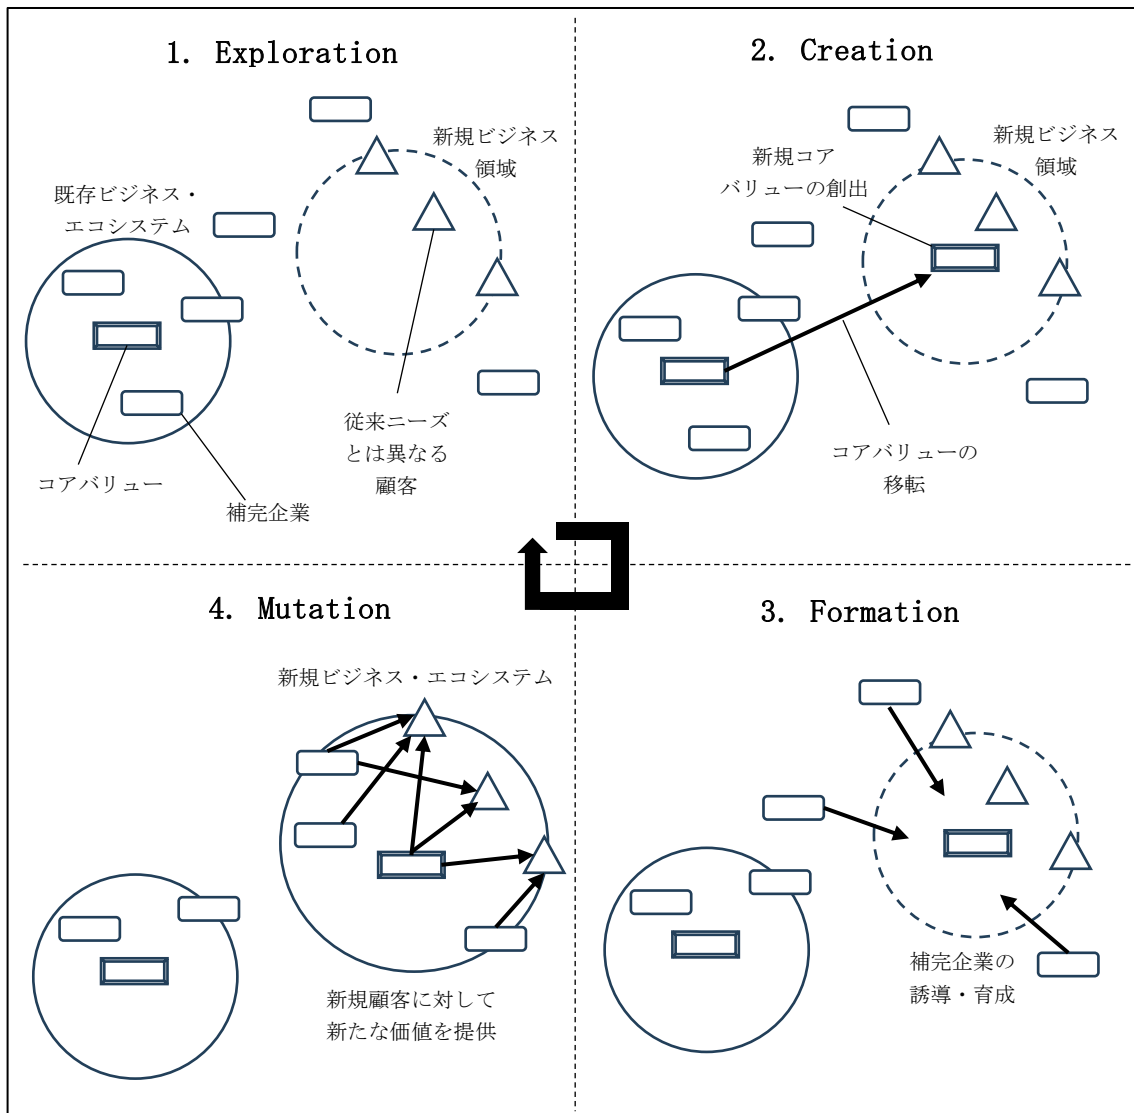 1. Exploration
新規ビジネス
領域
既存ビジネス・
エコシステム
従来ニーズ
とは異なる
顧客
コアバリュー
補完企業
2. Creation
新規ビジネス
領域
新規コア
バリューの創出
コアバリューの
移転
4. Mutation
新規ビジネス・エコシステム
新規顧客に対して
新たな価値を提供
3. Formation
補完企業の
誘導・育成